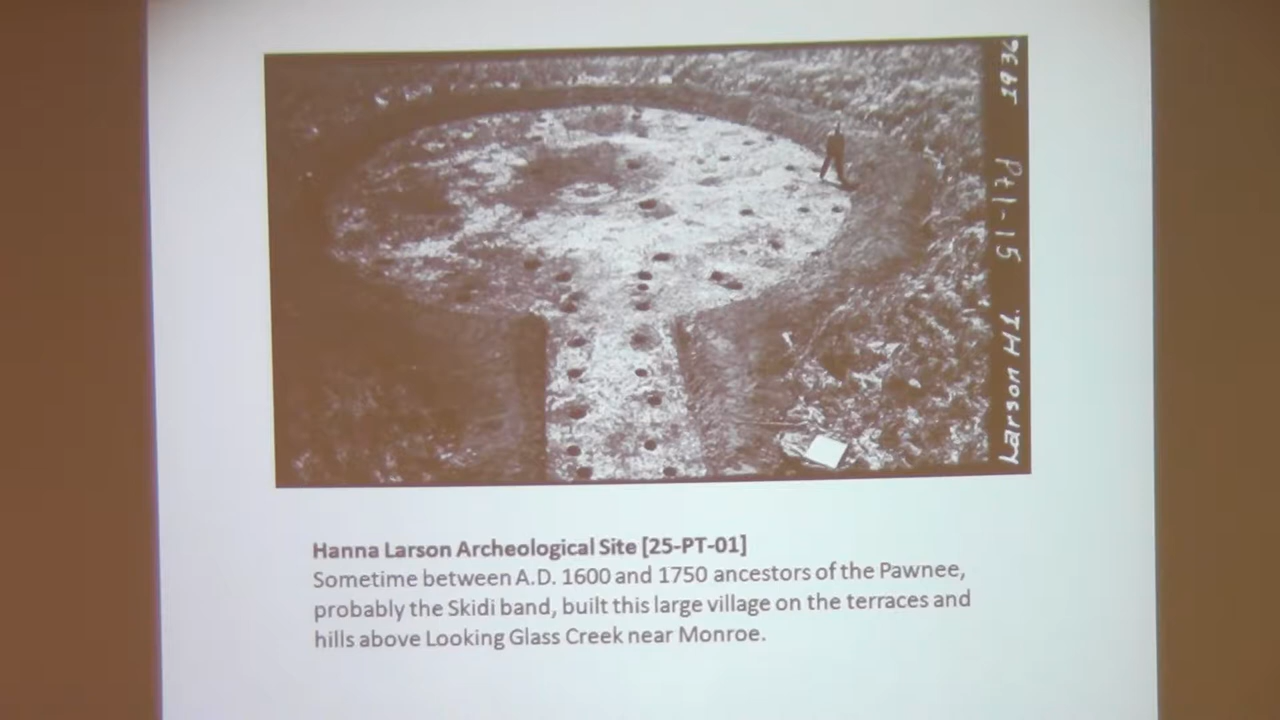 1936 Pt1-15 Larson H1.
Hanna Larson Archeological Site [25-PT-01]
Sometime between A.D. 1600 and 1750 ancestors of the Pawnee,
probably the Skidi band, built this large village on the terraces and
hills above Looking Glass Creek near Monroe.